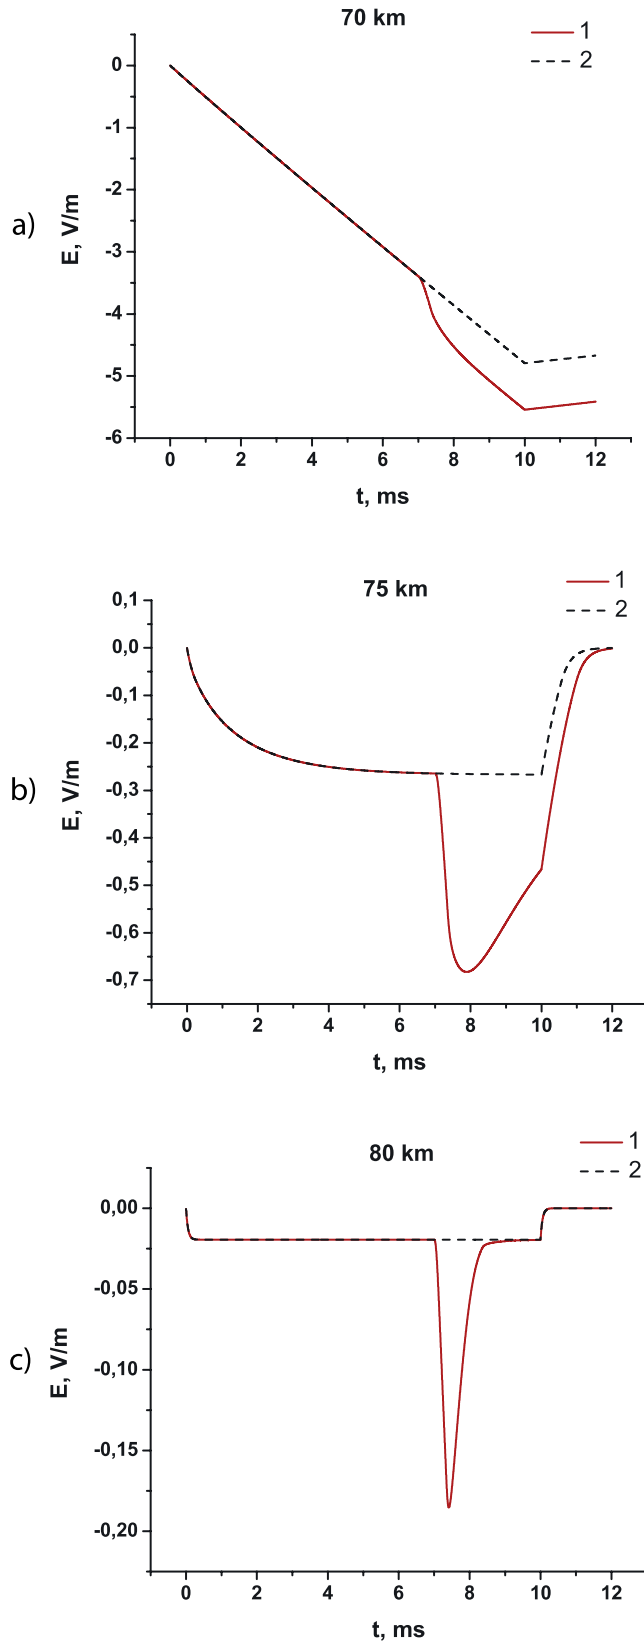 70 km
1
2
0
-1
-2
-3
-4
-5
-6
a)
E, V/m
0 2 4 6 8 10 12
t, ms
75 km
1
2
0,1
0,0
-0,1
-0,2
-0,3
-0,4
-0,5
-0,6
-0,7
b)
E, V/m
0 2 4 6 8 10 12
t, ms
80 km
1
2
0,00
-0,05
-0,10
-0,15
-0,20
c)
E, V/m
0 2 4 6 8 10 12
t, ms